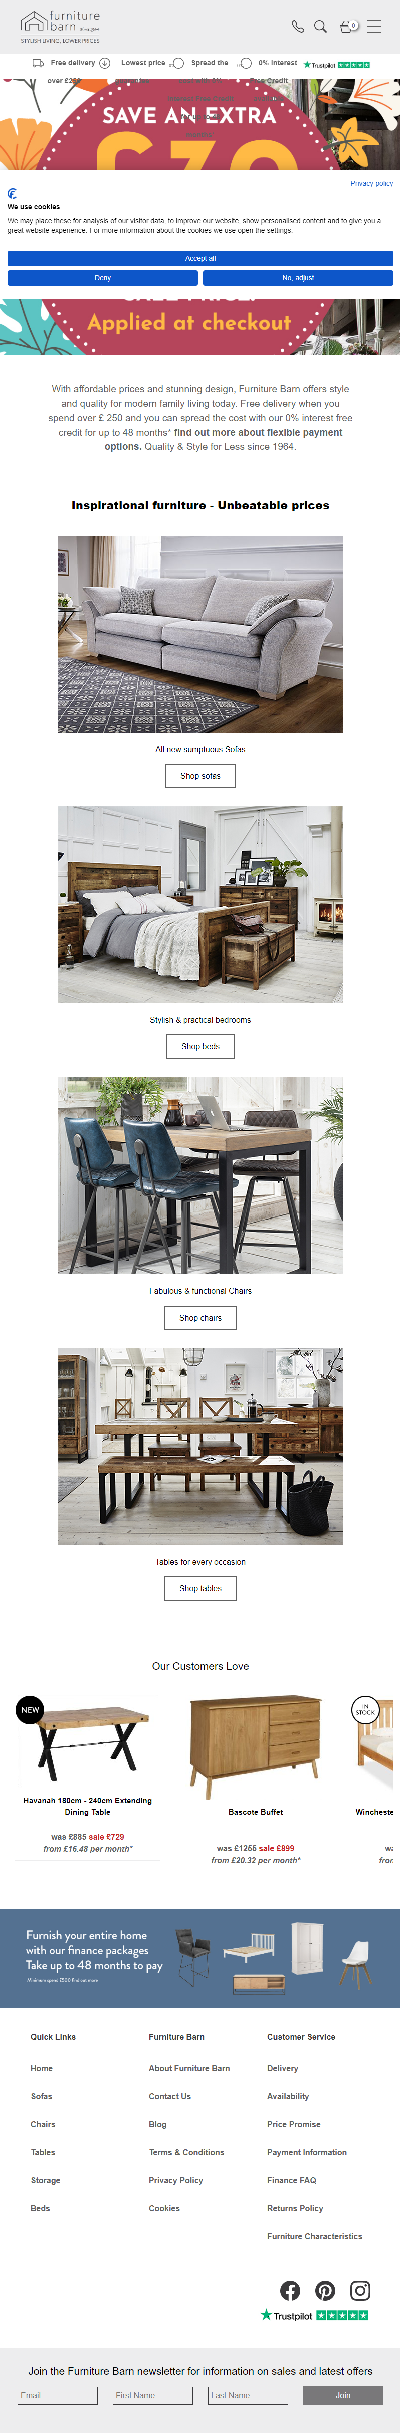 furniture
barn
STYLISH LIVING, LOWER PRICES
0
Free delivery
Lowest price
Spread the
0% Interest
Trustpilot
over £250
SAVE AN EXTRA
£30
Privacy policy
We use cookies
We may place these for analysis of our visitor data, to improve our website, show personalised content and to give you a
great website experience. For more information about the cookies we use open the settings.
Accept all
Deny
No, adjust
Applied at checkout
With affordable prices and stunning design, Furniture Barn offers style
and quality for modern family living today. Free delivery when you
spend over £ 250 and you can spread the cost with our 0% interest free
credit for up to 48 months* find out more about flexible payment
options. Quality & Style for Less since 1964.
Inspirational furniture - Unbeatable prices
All new sumptuous Sofas
Shop sofas
Stylish & practical bedrooms
Shop beds
Fabulous & functional Chairs
Shop chairs
Tables for every occasion
Shop tables
Our Customers Love
NEW
IN
STOCK
Havanah 180cm - 240cm Extending
Dining Table
was £885 sale £729
from £16.48 per month*
Bascote Buffet
was £1255 sale £899
from £20.32 per month*
Wincheste
wa
fron
Furnish your entire home
with our finance packages
Take up to 48 months to pay
Minimum spend £500 Find out more
Quick Links
Furniture Barn
Customer Service
Home
About Furniture Barn
Delivery
Sofas
Contact Us
Availability
Chairs
Blog
Price Promise
Tables
Terms & Conditions
Payment Information
Storage
Privacy Policy
Finance FAQ
Beds
Cookies
Returns Policy
Furniture Characteristics
Trustpilot
Join the Furniture Barn newsletter for information on sales and latest offers
Email
First Name
Last Name
Join